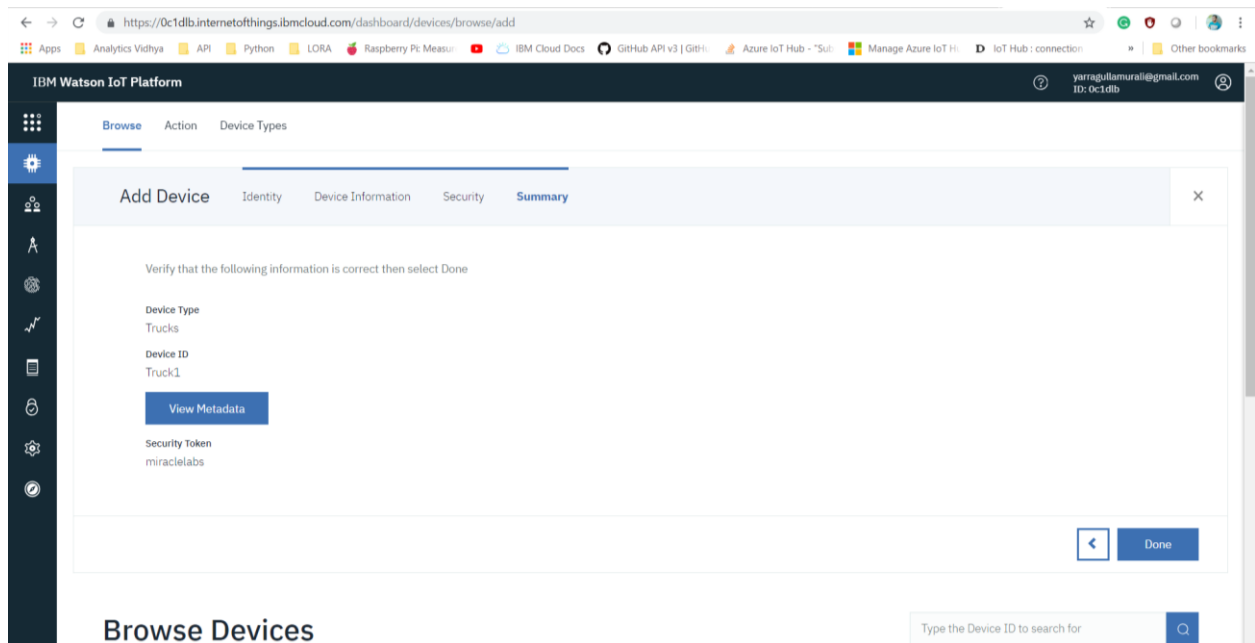 https://0c1dlb.internetofthings.ibmcloud.com/dashboard/devices/browse/add
Apps Analytics Vidhya API Python LORA Raspberry Pi: Measur IBM Cloud Docs GitHub API v3 | GitHu Azure IoT Hub - "Sub Manage Azure IoT Hu D IoT Hub : connection » Other bookmarks
IBM Watson IoT Platform
yarragullamurali@gmail.com
ID: 0c1dlb
Browse Action Device Types
Add Device Identity Device Information Security Summary
Verify that the following information is correct then select Done
Device Type
Trucks
Device ID
Truck1
View Metadata
Security Token
miraclelabs
Done
Browse Devices
Type the Device ID to search for